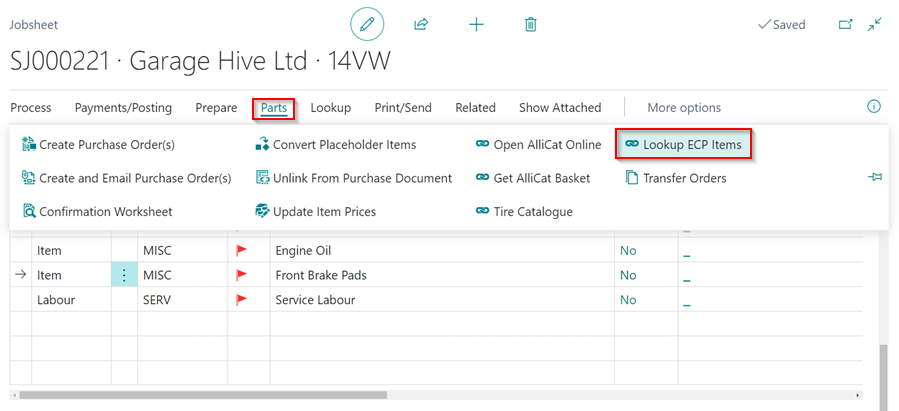 Jobsheet
Saved
SJ000221 · Garage Hive Ltd · 14VW
Process Payments/Posting Prepare Parts Lookup Print/Send Related Show Attached More options
Create Purchase Order(s) Convert Placeholder Items Open AlliCat Online Lookup ECP Items
Create and Email Purchase Order(s) Unlink From Purchase Document Get AlliCat Basket Transfer Orders
Confirmation Worksheet Update Item Prices Tire Catalogue
Item MISC Engine Oil No _
Item MISC Front Brake Pads No _
Labour SERV Service Labour No _